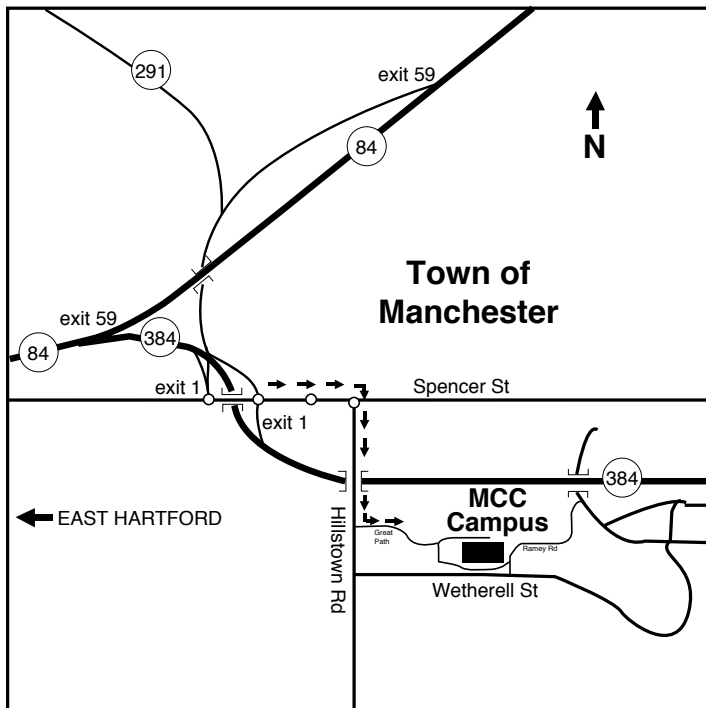 291
exit 59
84
N
Town of
Manchester
exit 59
384
84
exit 1
Spencer St
exit 1
384
MCC
Campus
EAST HARTFORD
Great
Path
Ramey Rd
Hillstown Rd
Wetherell St